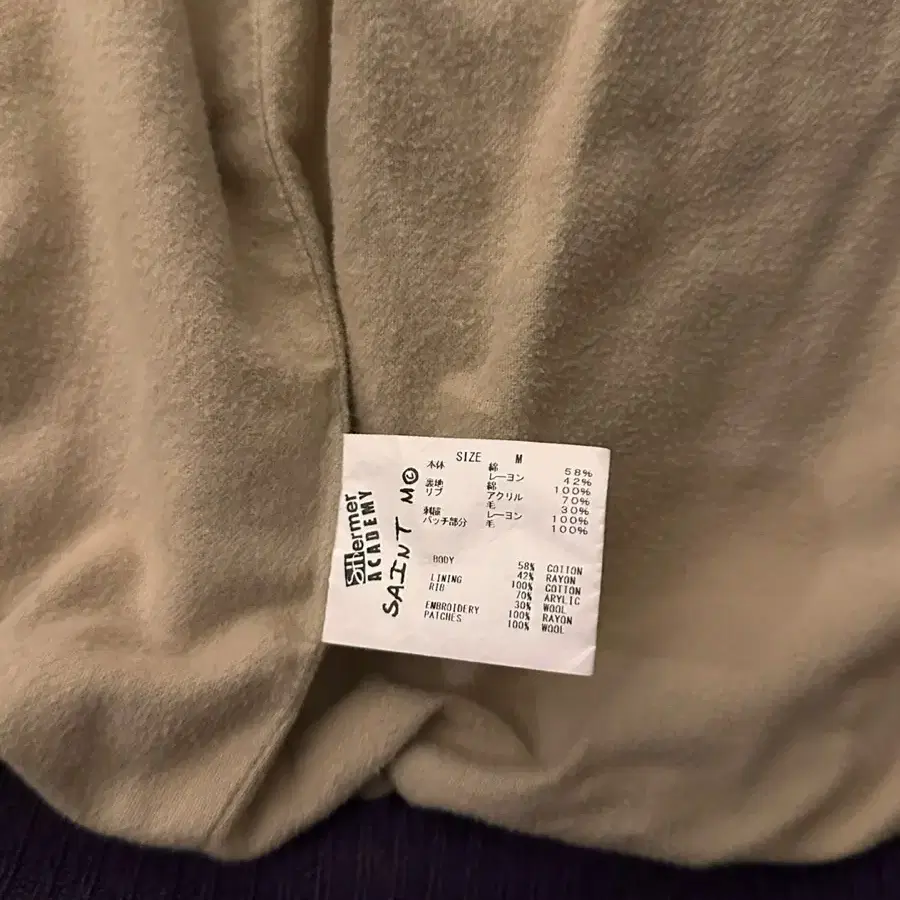 SIZE M
本体 綿 58%
レーヨン 42%
裏地 綿 100%
リブ アクリル 70%
毛 30%
刺繍 レーヨン 100%
パッチ部分 毛 100%
BODY 58% COTTON
42% RAYON
LINING 100% COTTON
RIB 70% ARYLIC
30% WOOL
EMBROIDERY 100% RAYON
PATCHES 100% WOOL
Shermer
ACADEMY
SAINT M